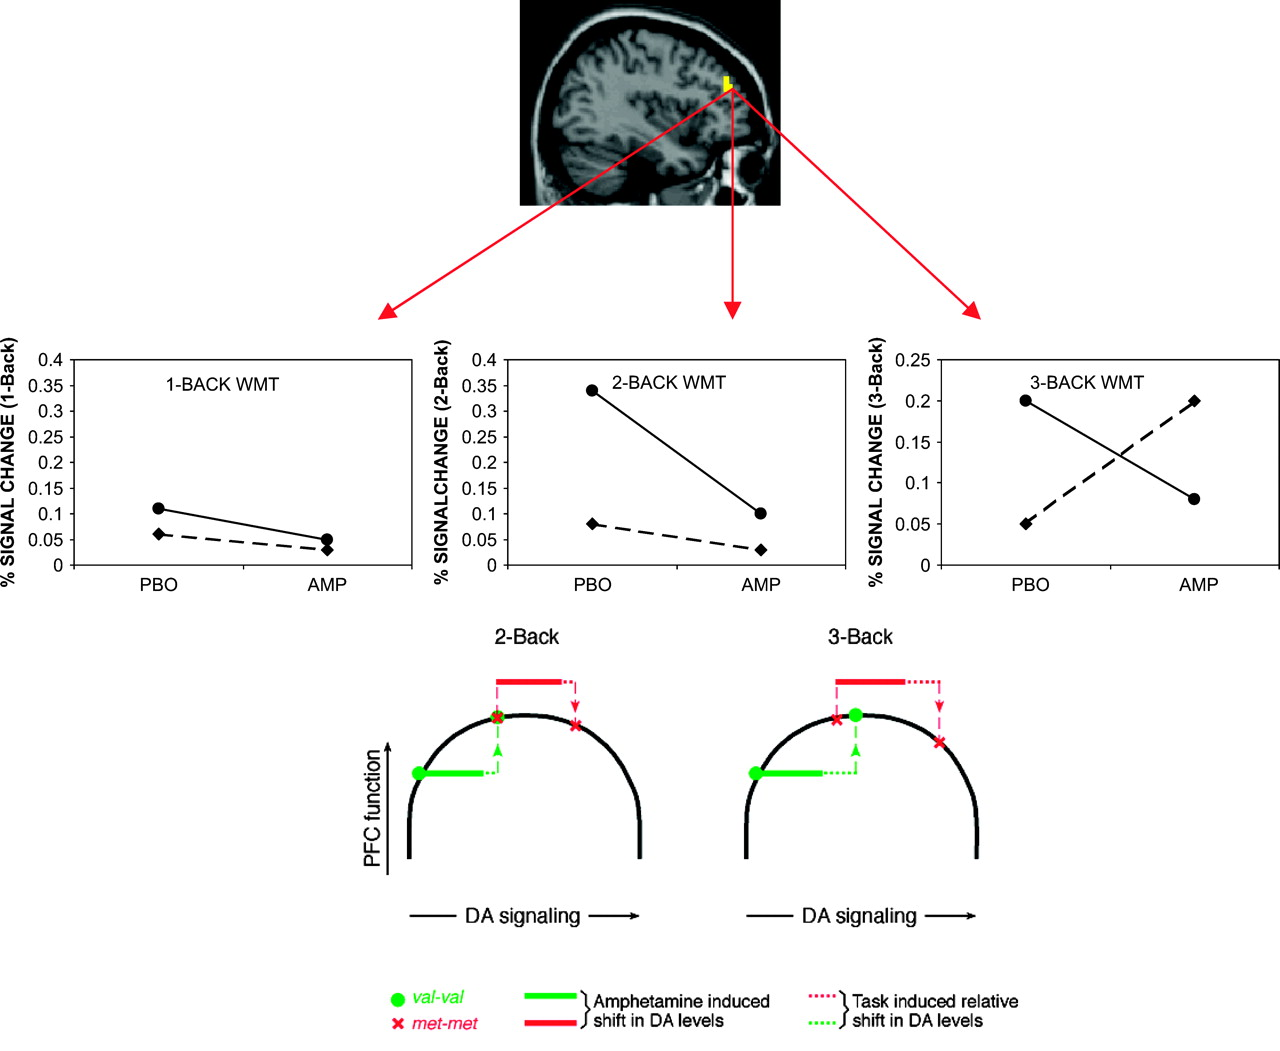 % SIGNAL CHANGE (1-Back)
0.4
0.35
0.3
0.25
0.2
0.15
0.1
0.05
0
1-BACK WMT
PBO AMP
% SIGNALCHANGE (2-Back)
0.4
0.35
0.3
0.25
0.2
0.15
0.1
0.05
0
2-BACK WMT
PBO AMP
% SIGNAL CHANGE (3-Back)
0.25
0.2
0.15
0.1
0.05
0
3-BACK WMT
PBO AMP
2-Back
3-Back
PFC function
DA signaling
DA signaling
val-val
met-met
Amphetamine induced
shift in DA levels
Task induced relative
shift in DA levels